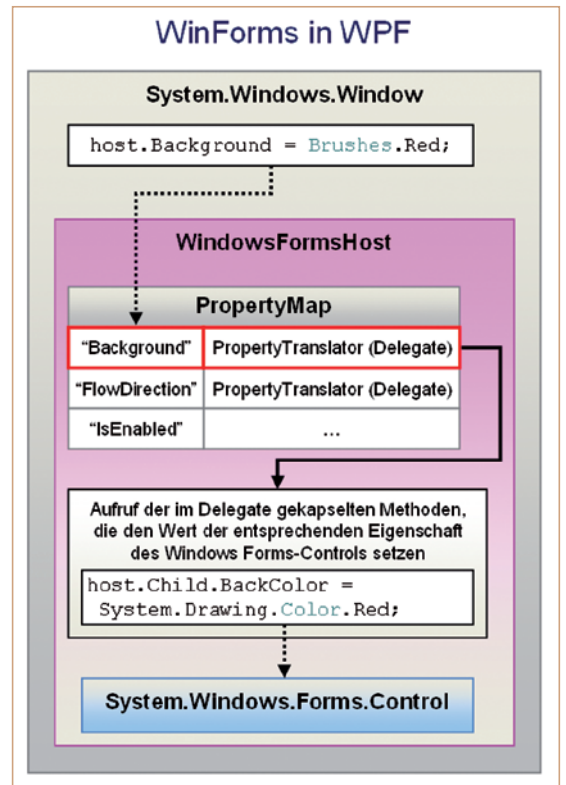 WinForms in WPF
System.Windows.Window
host.Background = Brushes.Red;
WindowsFormsHost
PropertyMap
“Background” PropertyTranslator (Delegate)
“FlowDirection” PropertyTranslator (Delegate)
“IsEnabled” ...
Aufruf der im Delegate gekapselten Methoden,
die den Wert der entsprechenden Eigenschaft
des Windows Forms-Controls setzen
host.Child.BackColor =
System.Drawing.Color.Red;
System.Windows.Forms.Control